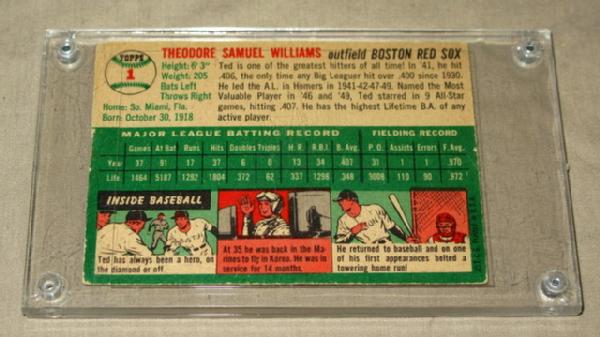 TOPPS
1
THEODORE SAMUEL WILLIAMS outfield BOSTON RED SOX
Height: 6' 3"
Weight: 205
Bats Left
Throws Right
Home: So. Miami, Fla.
Born: October 30, 1918
Ted is one of the greatest hitters of all time! In '41, he hit
.406, the only time any Big Leaguer hit over .400 since 1930.
He led the A.L. in Homers in 1941-42-47-49. Named the Most
Valuable Player in '46 and '49, Ted starred in 9 All-Star
games, hitting .407. He has the highest Lifetime B.A. of any
active player.
MAJOR LEAGUE BATTING RECORD FIELDING RECORD
Games At Bat Runs Hits Doubles Triples H.R. R.B.I. B. Avg. P.O. Assists Errors F. Avg.
Year 37 91 17 37 6 0 13 34 .407 31 1 1 .970
Life 1464 5187 1292 1804 372 62 337 1298 .348 3008 110 90 .972
INSIDE BASEBALL
Ted has always been a hero, on
the diamond or off.
At 35 he was back in the Ma-
rines to fly in Korea. He was in
service for 14 months.
He returned to baseball and on one
of his first appearances belted a
towering home run!